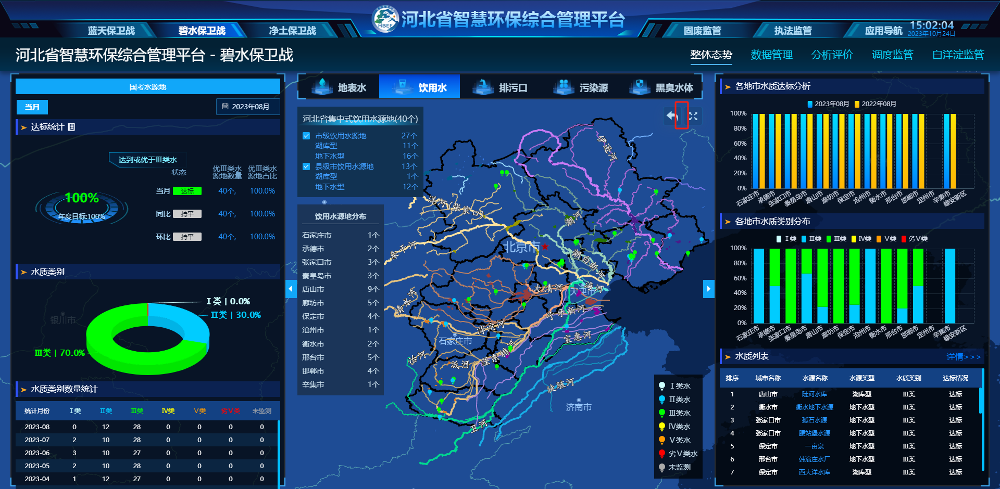 河北省智慧环保综合管理平台
HBEE
蓝天保卫战
碧水保卫战
净土保卫战
固废监管
执法监管
应用导航
15:02:04
2023年10月24日
河北省智慧环保综合管理平台 - 碧水保卫战
整体态势
数据管理
分析评价
调度监管
白洋淀监管
国考水源地
当月
2023年08月
达标统计
达到或优于Ⅲ类水
状态 优Ⅲ类水源地数量 优Ⅲ类水源地占比
100%
年度目标:100%
当月 达标 40个, 100.0%
同比 持平 40个, 100.0%
环比 持平 40个, 100.0%
水质类别
Ⅰ类 | 0.0%
Ⅱ类 | 30.0%
Ⅲ类 | 70.0%
银川市
水质类别数量统计
统计月份 Ⅰ类 Ⅱ类 Ⅲ类 Ⅳ类 Ⅴ类 劣Ⅴ类 未监测
2023-08 0 12 28 0 0 0 0
2023-07 2 10 28 0 0 0 0
2023-06 3 10 27 0 0 0 0
2023-05 2 10 28 0 0 0 0
2023-04 1 12 27 0 0 0 0
地表水
饮用水
排污口
污染源
黑臭水体
河北省集中式饮用水源地(40个)
市级饮用水源地 27个
湖库型 11个
地下水型 16个
县级市饮用水源地 13个
湖库型 1个
地下水型 12个
饮用水源地分布
石家庄市 1个
承德市 2个
张家口市 3个
秦皇岛市 3个
唐山市 9个
廊坊市 5个
保定市 4个
沧州市 1个
衡水市 2个
邢台市 5个
邯郸市 4个
辛集市 1个
伊逊河
洋河(张家口)
潮河
桑干河
北京市
潮白新河
大清河
海河
天津市
清水河
子牙新河
滹沱河
宣惠河
石家庄市
滏东排河
冶河
泜河
徒骇河
济南市
卫河
Ⅰ类水
Ⅱ类水
Ⅲ类水
Ⅳ类水
Ⅴ类水
劣Ⅴ类水
未监测
各地市水质达标分析
2023年08月 2022年08月
100%
80%
60%
40%
20%
0%
石家庄市 承德市 张家口市 秦皇岛市 唐山市 廊坊市 保定市 沧州市 衡水市 邢台市 邯郸市 定州市 辛集市 雄安新区
各地市水质类别分布
Ⅰ类 Ⅱ类 Ⅲ类 Ⅳ类 Ⅴ类 劣Ⅴ类
100%
80%
60%
40%
20%
0%
石家庄市 承德市 张家口市 秦皇岛市 唐山市 廊坊市 保定市 沧州市 衡水市 邢台市 邯郸市 定州市 辛集市 雄安新区
水质列表
详情>>>
排序 城市名称 水源名称 水源类型 水质类别 达标情况
1 唐山市 陡河水库 湖库型 Ⅲ类 达标
2 衡水市 衡水地下水源 地下水型 Ⅲ类 达标
3 张家口市 孤石水源 地下水型 Ⅲ类 达标
4 张家口市 腰站堡水源 地下水型 Ⅲ类 达标
5 保定市 一亩泉 地下水型 Ⅲ类 达标
6 邢台市 韩演庄水厂 地下水型 Ⅲ类 达标
7 保定市 西大洋水库 湖库型 Ⅲ类 达标